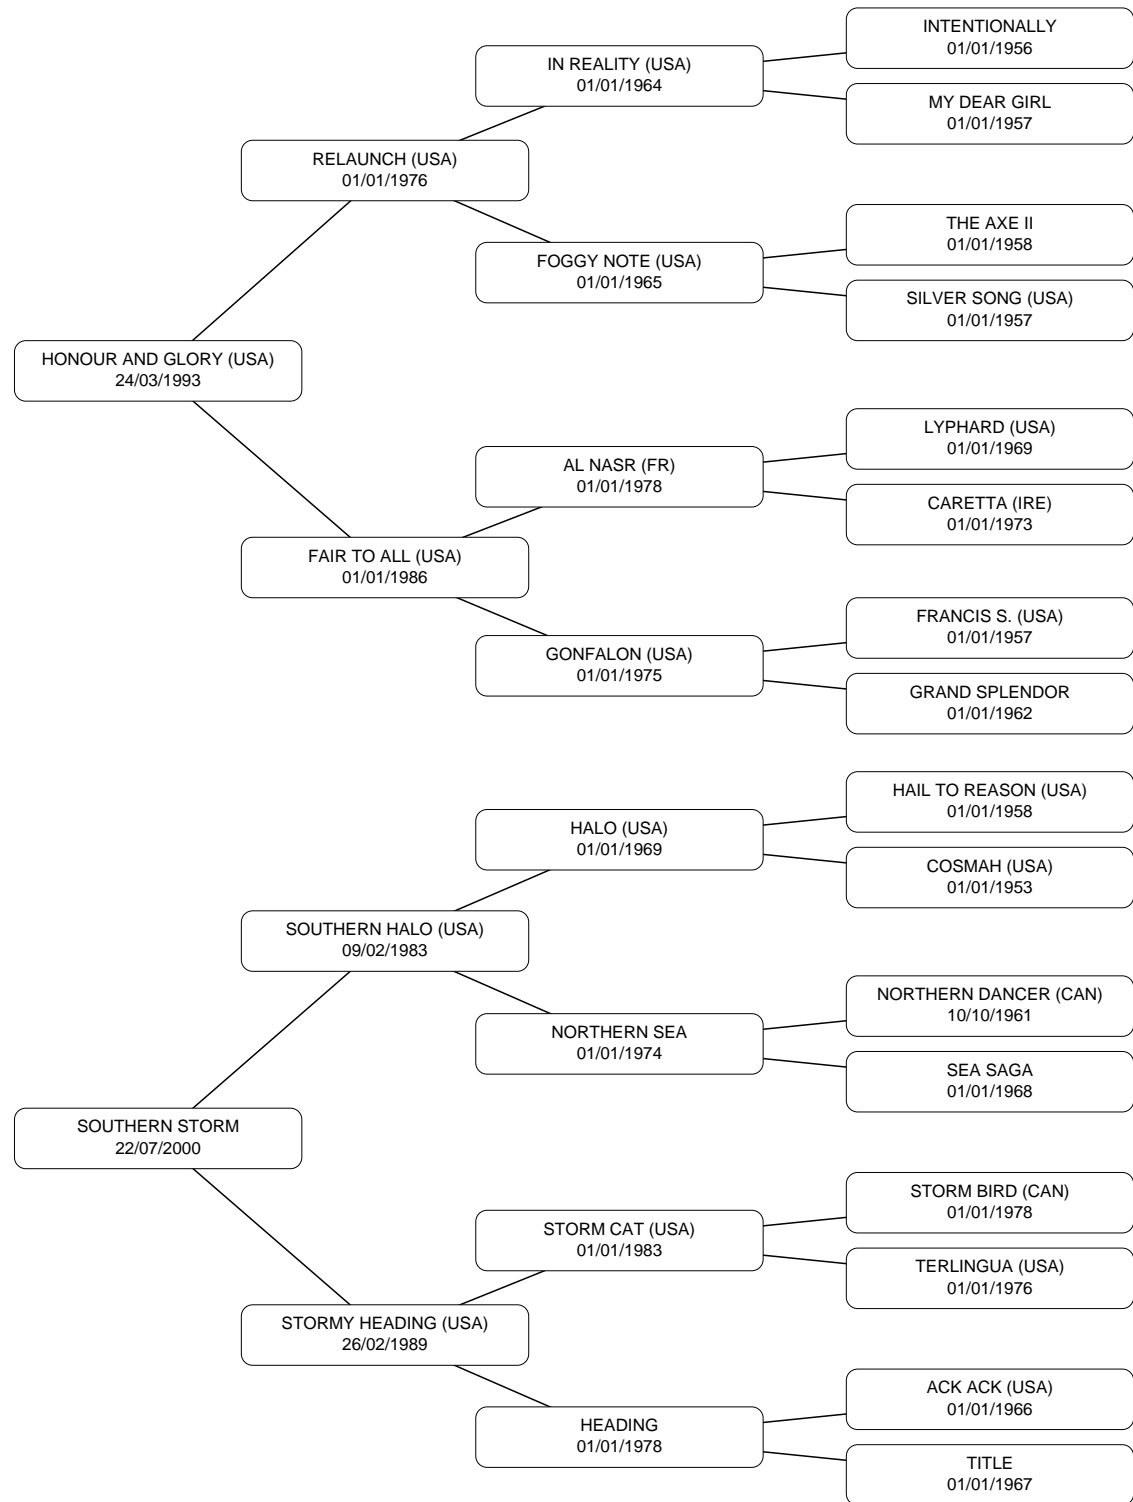 INTENTIONALLY
01/01/1956
IN REALITY (USA)
01/01/1964
MY DEAR GIRL
01/01/1957
RELAUNCH (USA)
01/01/1976
THE AXE II
01/01/1958
FOGGY NOTE (USA)
01/01/1965
SILVER SONG (USA)
01/01/1957
HONOUR AND GLORY (USA)
24/03/1993
LYPHARD (USA)
01/01/1969
AL NASR (FR)
01/01/1978
CARETTA (IRE)
01/01/1973
FAIR TO ALL (USA)
01/01/1986
FRANCIS S. (USA)
01/01/1957
GONFALON (USA)
01/01/1975
GRAND SPLENDOR
01/01/1962
HAIL TO REASON (USA)
01/01/1958
HALO (USA)
01/01/1969
COSMAH (USA)
01/01/1953
SOUTHERN HALO (USA)
09/02/1983
NORTHERN DANCER (CAN)
10/10/1961
NORTHERN SEA
01/01/1974
SEA SAGA
01/01/1968
SOUTHERN STORM
22/07/2000
STORM BIRD (CAN)
01/01/1978
STORM CAT (USA)
01/01/1983
TERLINGUA (USA)
01/01/1976
STORMY HEADING (USA)
26/02/1989
ACK ACK (USA)
01/01/1966
HEADING
01/01/1978
TITLE
01/01/1967